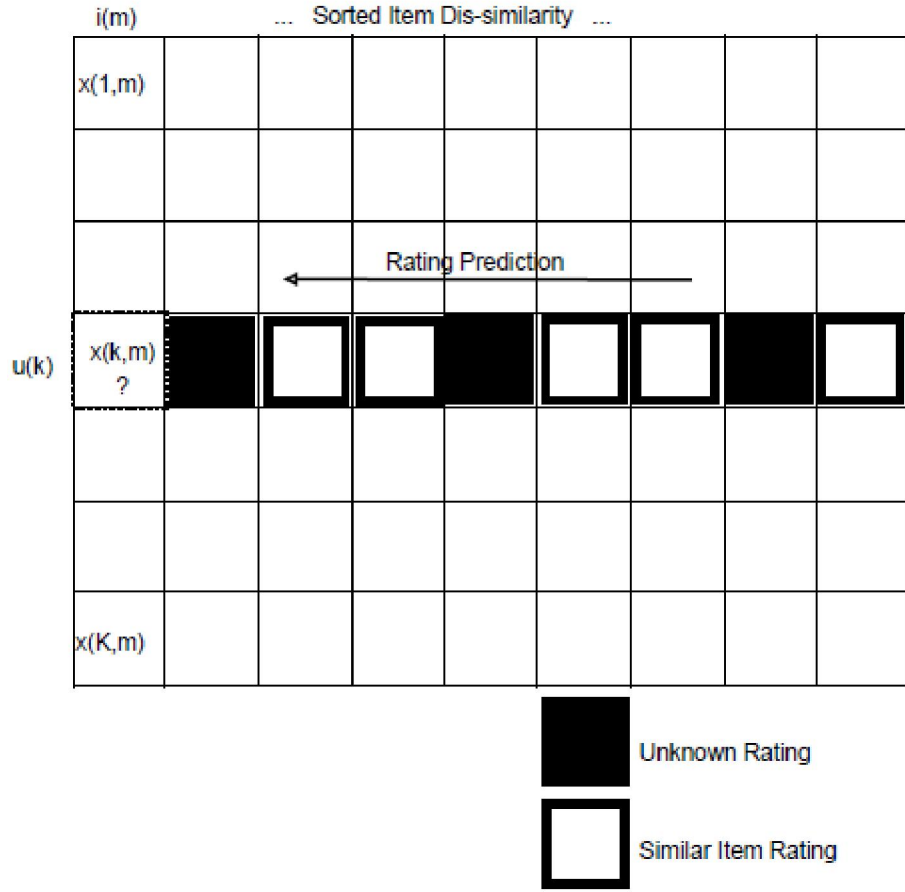 i(m) ... Sorted Item Dis-similarity ...
x(1,m)
Rating Prediction
u(k)
x(k,m)
?
x(K,m)
Unknown Rating
Similar Item Rating